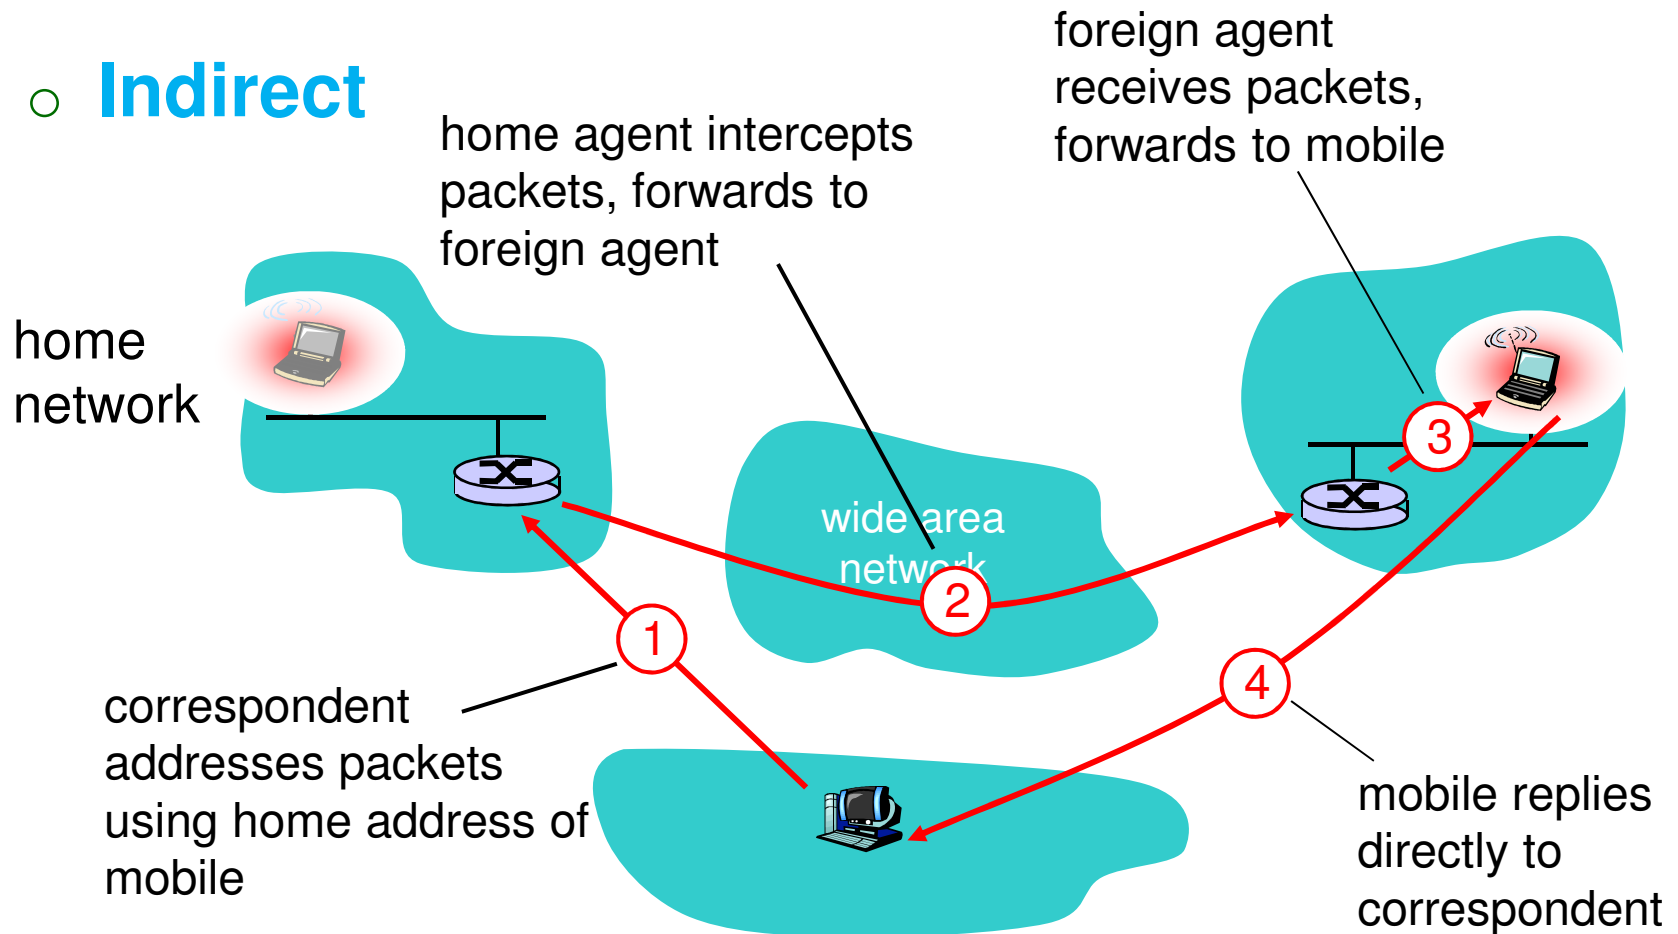 Indirect
home agent intercepts
packets, forwards to
foreign agent
foreign agent
receives packets,
forwards to mobile
home
network
wide area
network
1
2
3
4
correspondent
addresses packets
using home address of
mobile
mobile replies
directly to
correspondent